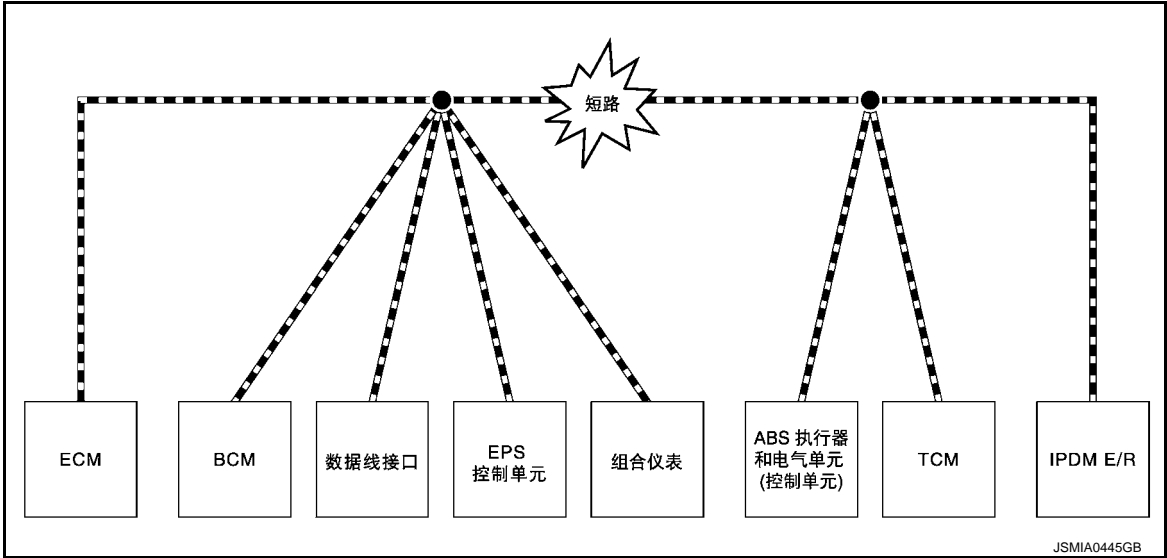 短路
ECM
BCM
数据线接口
EPS
控制单元
组合仪表
ABS 执行器
和电气单元
(控制单元)
TCM
IPDM E/R
JSMIA0445GB